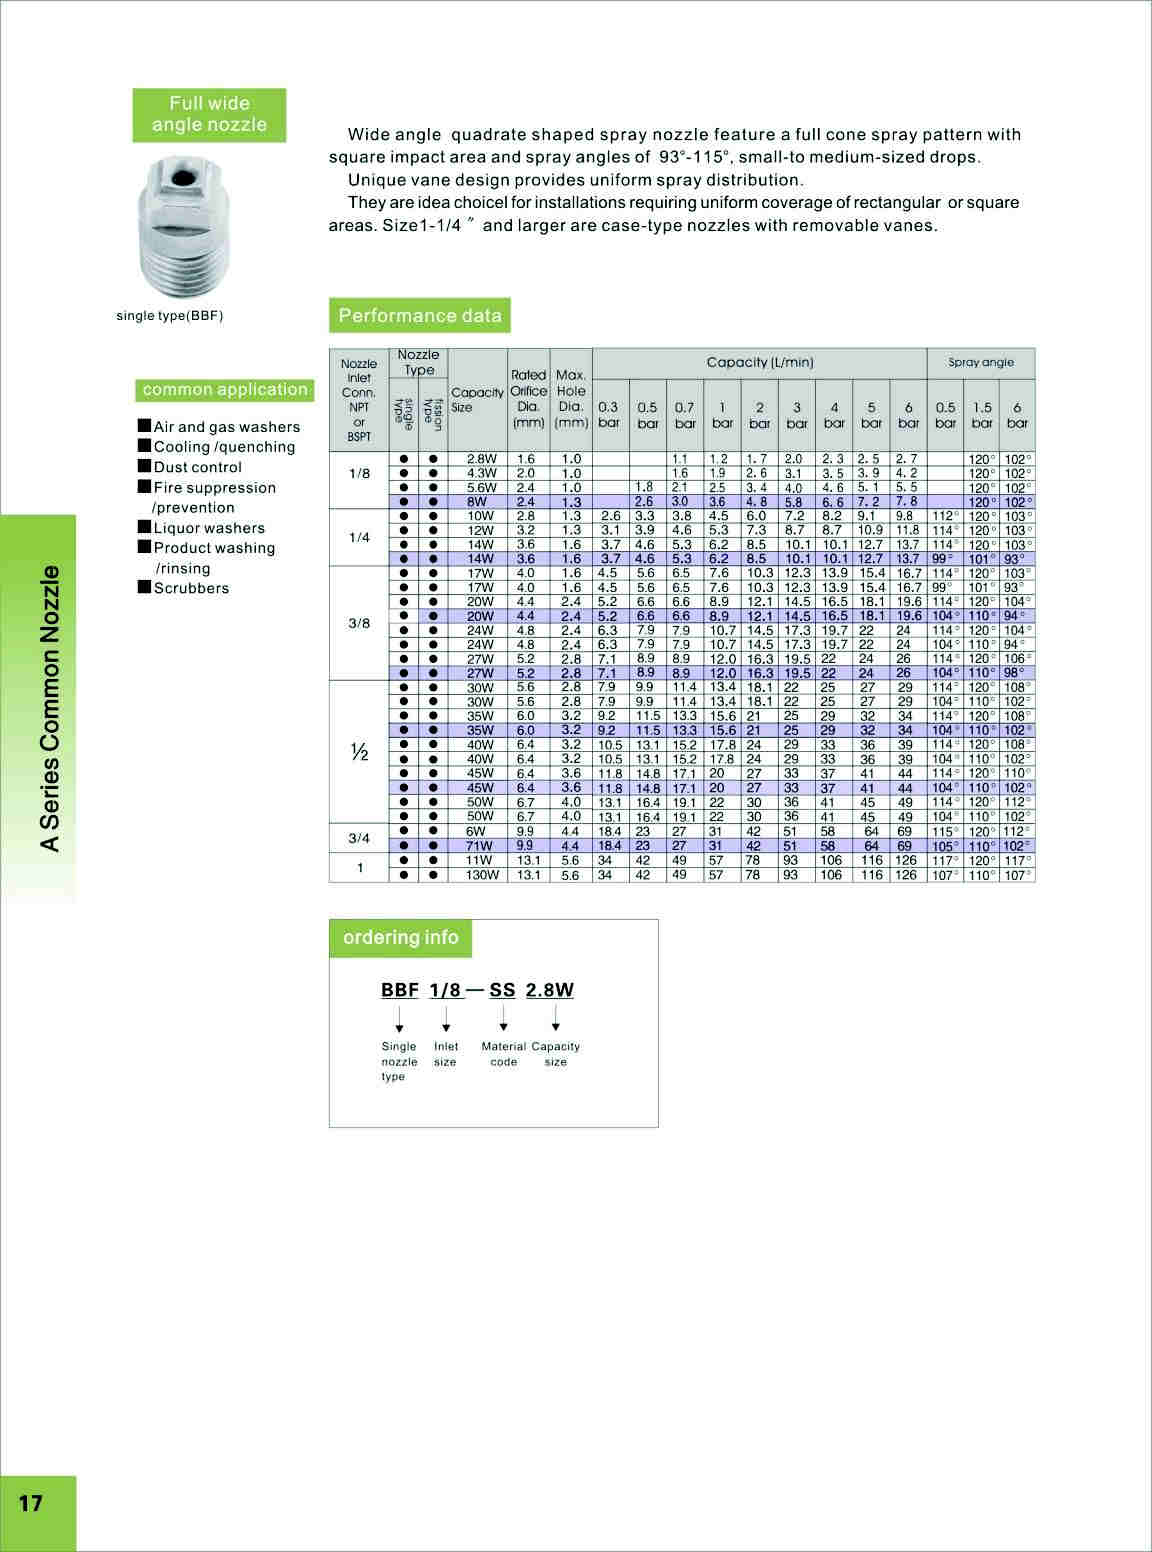 Full wide
angle nozzle
Wide angle quadrate shaped spray nozzle feature a full cone spray pattern with
square impact area and spray angles of 93°-115°, small-to medium-sized drops.
Unique vane design provides uniform spray distribution.
They are idea choicel for installations requiring uniform coverage of rectangular or square
areas. Size1-1/4 ″ and larger are case-type nozzles with removable vanes.
single type(BBF)
common application
■Air and gas washers
■Cooling /quenching
■Dust control
■Fire suppression
/prevention
■Liquor washers
■Product washing
/rinsing
■Scrubbers
A Series Common Nozzle
Performance data
Nozzle Inlet Conn. NPT or BSPT | Nozzle Type | Capacity Size | Rated Orifice Dia. (mm) | Max. Hole Dia. (mm) | Capacity (L/min) | Spray angle
single type | fission type | 0.3 bar | 0.5 bar | 0.7 bar | 1 bar | 2 bar | 3 bar | 4 bar | 5 bar | 6 bar | 0.5 bar | 1.5 bar | 6 bar
1/8
● ● 2.8W 1.6 1.0 1.1 1.2 1.7 2.0 2.3 2.5 2.7 120° 102°
● ● 4.3W 2.0 1.0 1.6 1.9 2.6 3.1 3.5 3.9 4.2 120° 102°
● ● 5.6W 2.4 1.0 1.8 2.1 2.5 3.4 4.0 4.6 5.1 5.5 120° 102°
● ● 8W 2.4 1.3 2.6 3.0 3.6 4.8 5.8 6.6 7.2 7.8 120° 102°
1/4
● ● 10W 2.8 1.3 2.6 3.3 3.8 4.5 6.0 7.2 8.2 9.1 9.8 112° 120° 103°
● ● 12W 3.2 1.3 3.1 3.9 4.6 5.3 7.3 8.7 8.7 10.9 11.8 114° 120° 103°
● ● 14W 3.6 1.6 3.7 4.6 5.3 6.2 8.5 10.1 10.1 12.7 13.7 114° 120° 103°
● ● 14W 3.6 1.6 3.7 4.6 5.3 6.2 8.5 10.1 10.1 12.7 13.7 99° 101° 93°
3/8
● ● 17W 4.0 1.6 4.5 5.6 6.5 7.6 10.3 12.3 13.9 15.4 16.7 114° 120° 103°
● ● 17W 4.0 1.6 4.5 5.6 6.5 7.6 10.3 12.3 13.9 15.4 16.7 99° 101° 93°
● ● 20W 4.4 2.4 5.2 6.6 6.6 8.9 12.1 14.5 16.5 18.1 19.6 114° 120° 104°
● ● 20W 4.4 2.4 5.2 6.6 6.6 8.9 12.1 14.5 16.5 18.1 19.6 104° 110° 94°
● ● 24W 4.8 2.4 6.3 7.9 7.9 10.7 14.5 17.3 19.7 22 24 114° 120° 104°
● ● 24W 4.8 2.4 6.3 7.9 7.9 10.7 14.5 17.3 19.7 22 24 104° 110° 94°
● ● 27W 5.2 2.8 7.1 8.9 8.9 12.0 16.3 19.5 22 24 26 114° 120° 106°
● ● 27W 5.2 2.8 7.1 8.9 8.9 12.0 16.3 19.5 22 24 26 104° 110° 98°
½
● ● 30W 5.6 2.8 7.9 9.9 11.4 13.4 18.1 22 25 27 29 114° 120° 108°
● ● 30W 5.6 2.8 7.9 9.9 11.4 13.4 18.1 22 25 27 29 104° 110° 102°
● ● 35W 6.0 3.2 9.2 11.5 13.3 15.6 21 25 29 32 34 114° 120° 108°
● ● 35W 6.0 3.2 9.2 11.5 13.3 15.6 21 25 29 32 34 104° 110° 102°
● ● 40W 6.4 3.2 10.5 13.1 15.2 17.8 24 29 33 36 39 114° 120° 108°
● ● 40W 6.4 3.2 10.5 13.1 15.2 17.8 24 29 33 36 39 104° 110° 102°
● ● 45W 6.4 3.6 11.8 14.8 17.1 20 27 33 37 41 44 114° 120° 110°
● ● 45W 6.4 3.6 11.8 14.8 17.1 20 27 33 37 41 44 104° 110° 102°
● ● 50W 6.7 4.0 13.1 16.4 19.1 22 30 36 41 45 49 114° 120° 112°
● ● 50W 6.7 4.0 13.1 16.4 19.1 22 30 36 41 45 49 104° 110° 102°
3/4
● ● 6W 9.9 4.4 18.4 23 27 31 42 51 58 64 69 115° 120° 112°
● ● 71W 9.9 4.4 18.4 23 27 31 42 51 58 64 69 105° 110° 102°
1
● ● 11W 13.1 5.6 34 42 49 57 78 93 106 116 126 117° 120° 117°
● ● 130W 13.1 5.6 34 42 49 57 78 93 106 116 126 107° 110° 107°
ordering info
BBF 1/8 — SS 2.8W
Single nozzle type
Inlet size
Material code
Capacity size
17